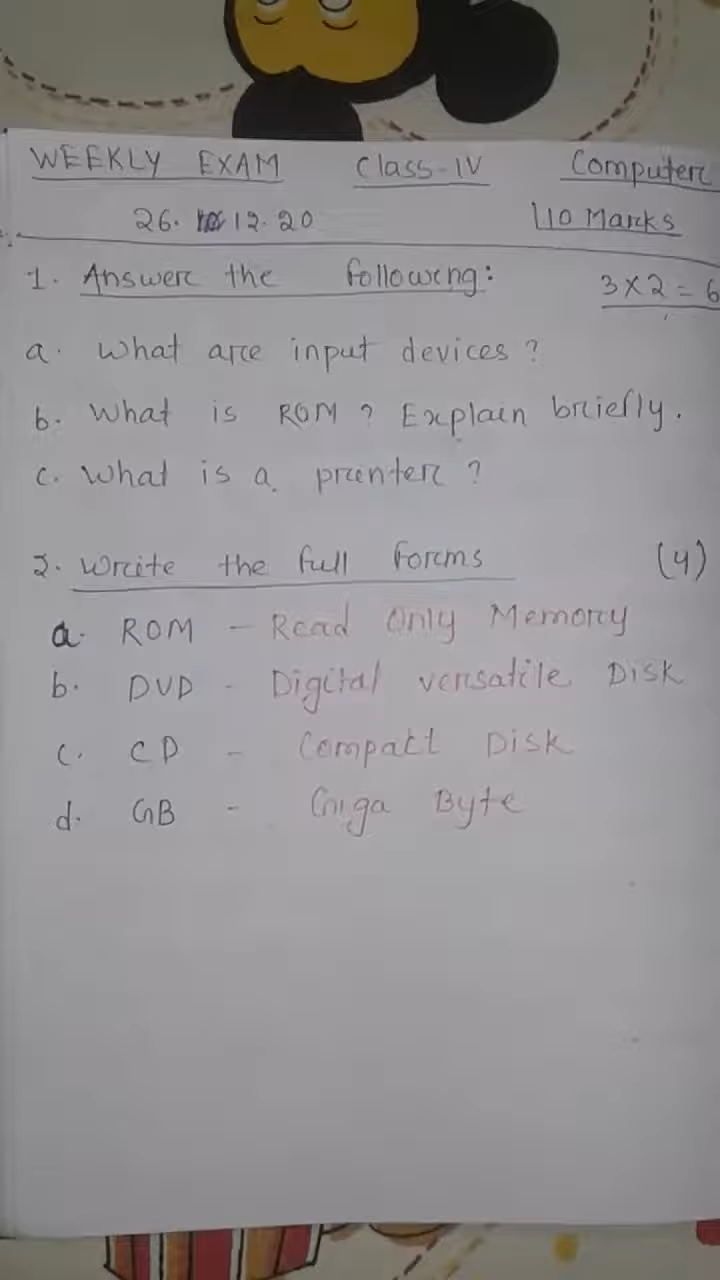 WEEKLY EXAM Class-IV Computer
26. 12.20 10 Marks
1. Answer the following: 3x2=6
a. What are input devices?
b. What is ROM? Explain briefly.
c. What is a printer?
2. Write the full forms (4)
a. ROM - Read Only Memory
b. DVD - Digital versatile Disk
c. CD - Compact Disk
d. GB - Giga Byte